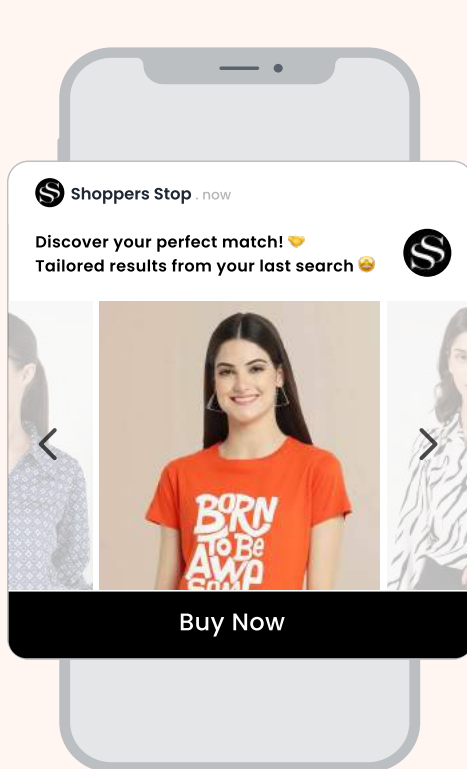 Shoppers Stop . now
Discover your perfect match! 🤝
Tailored results from your last search 🤩
BORN
TO BE
AWE
SOME
Buy Now